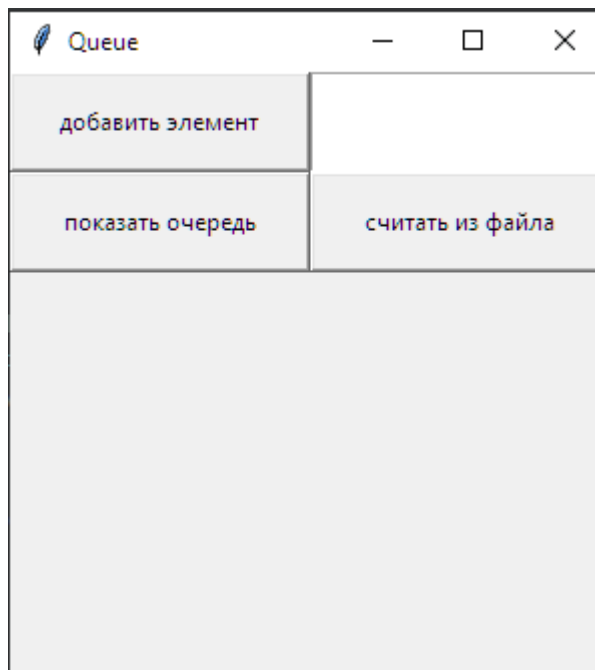 Queue
добавить элемент
показать очередь
считать из файла